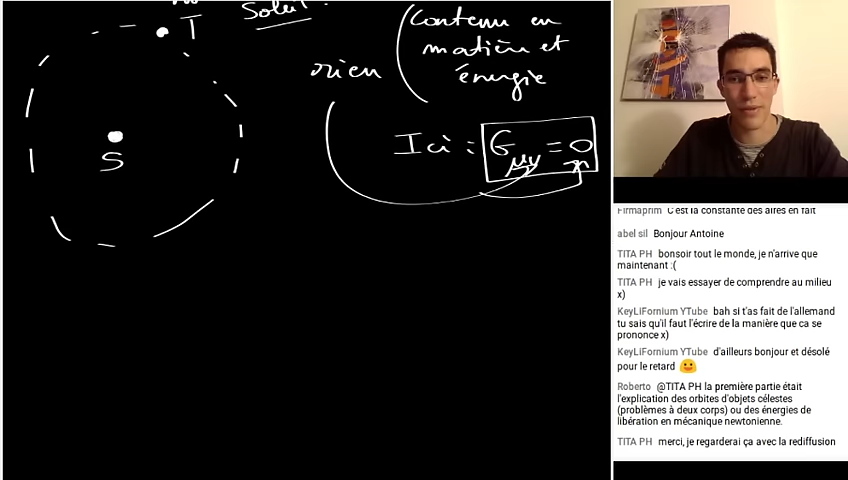 T
Soleil.
contenu en
matière et
énergie
rien
S
Ici : Gμν = 0
Firmaprim C'est la constante des aires en fait
abel sil Bonjour Antoine
TITA PH bonsoir tout le monde, je n'arrive que
maintenant :(
TITA PH je vais essayer de comprendre au milieu
x)
KeyLiFornium YTube bah si t'as fait de l'allemand
tu sais qu'il faut l'écrire de la manière que ca se
prononce x)
KeyLiFornium YTube d'ailleurs bonjour et désolé
pour le retard
Roberto @TITA PH la première partie était
l'explication des orbites d'objets célestes
(problèmes à deux corps) ou des énergies de
libération en mécanique newtonienne.
TITA PH merci, je regarderai ça avec la rediffusion